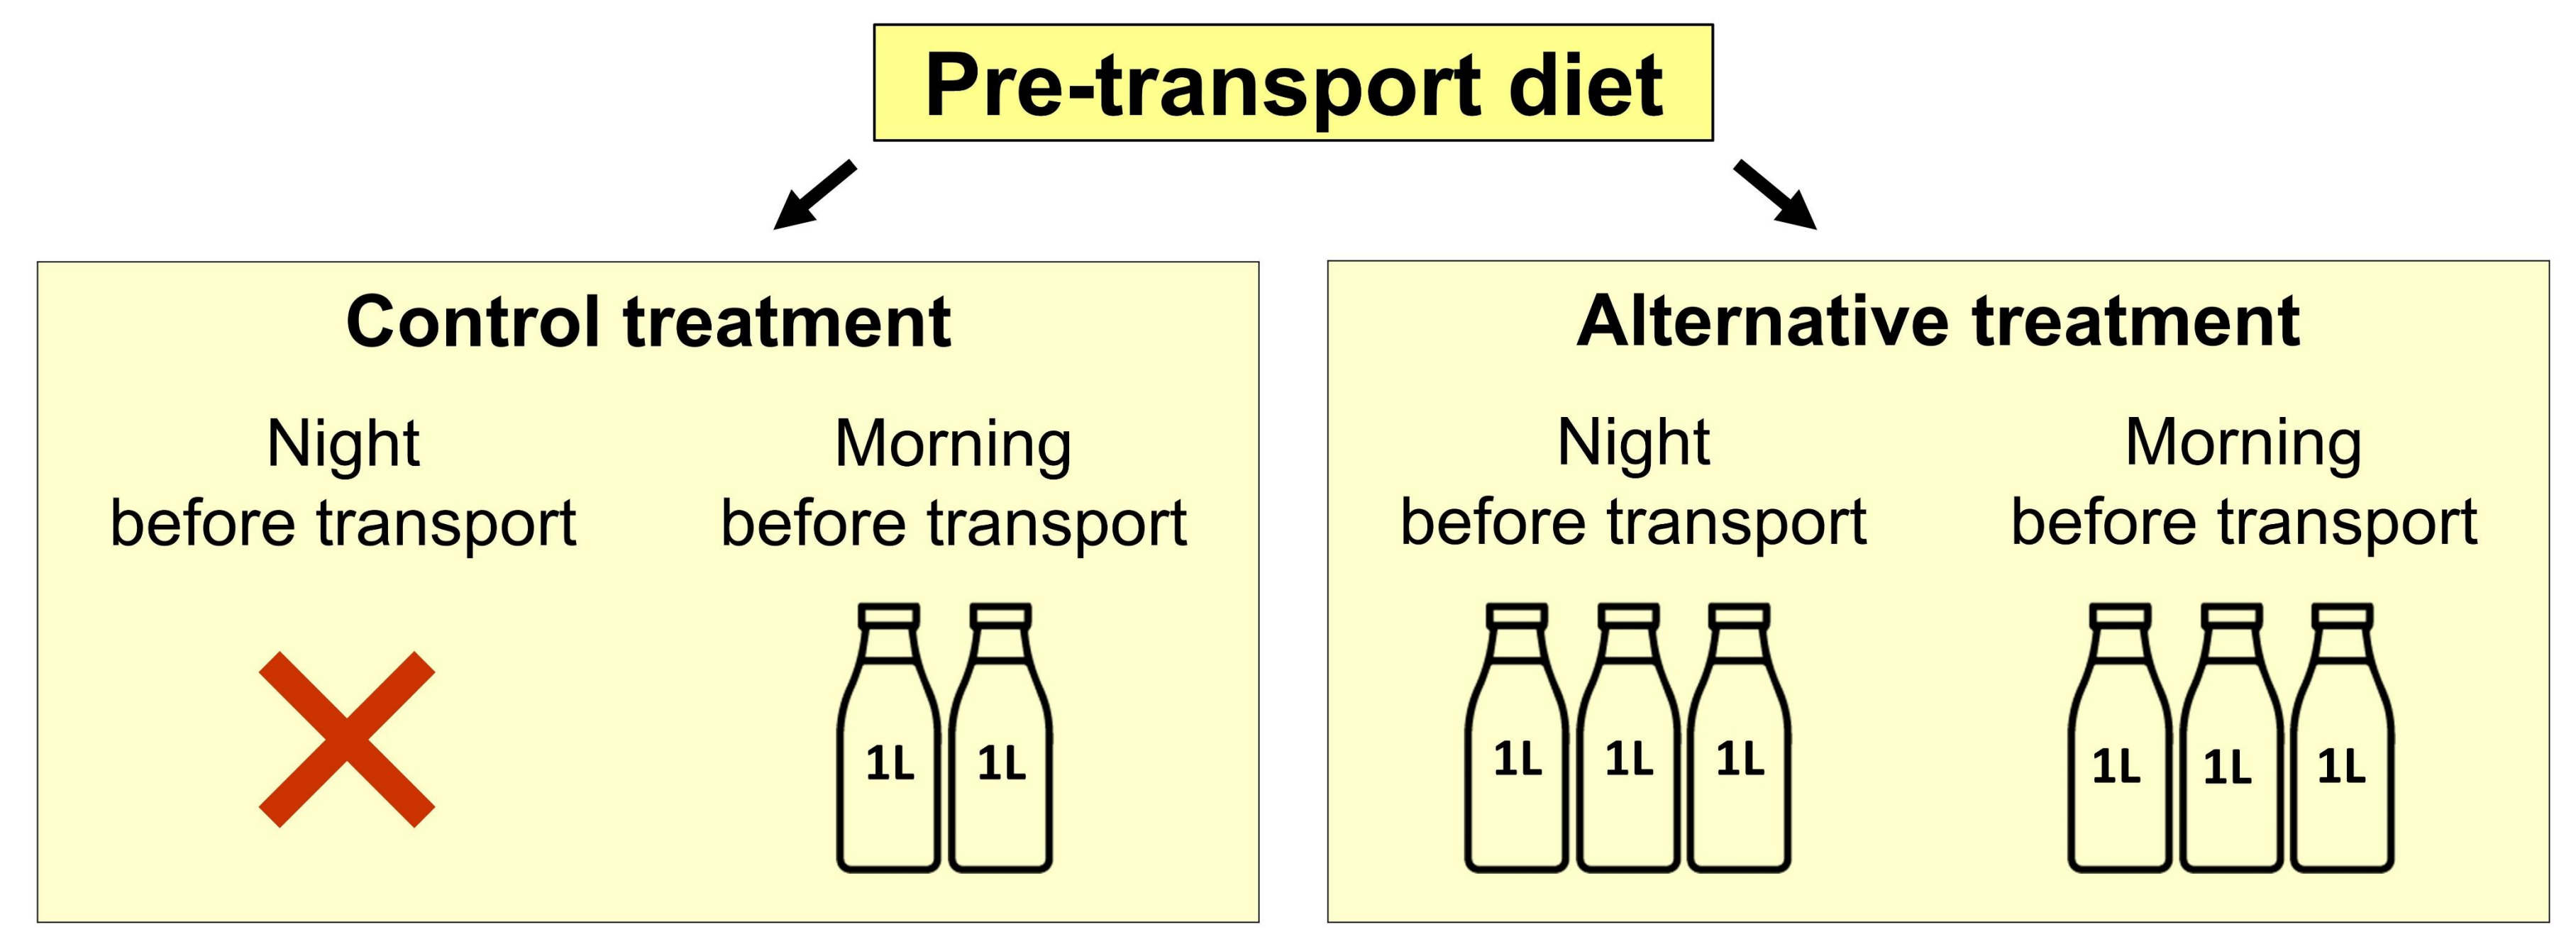 Pre-transport diet
Control treatment
Night
before transport
Morning
before transport
1L 1L
Alternative treatment
Night
before transport
Morning
before transport
1L 1L 1L
1L 1L 1L